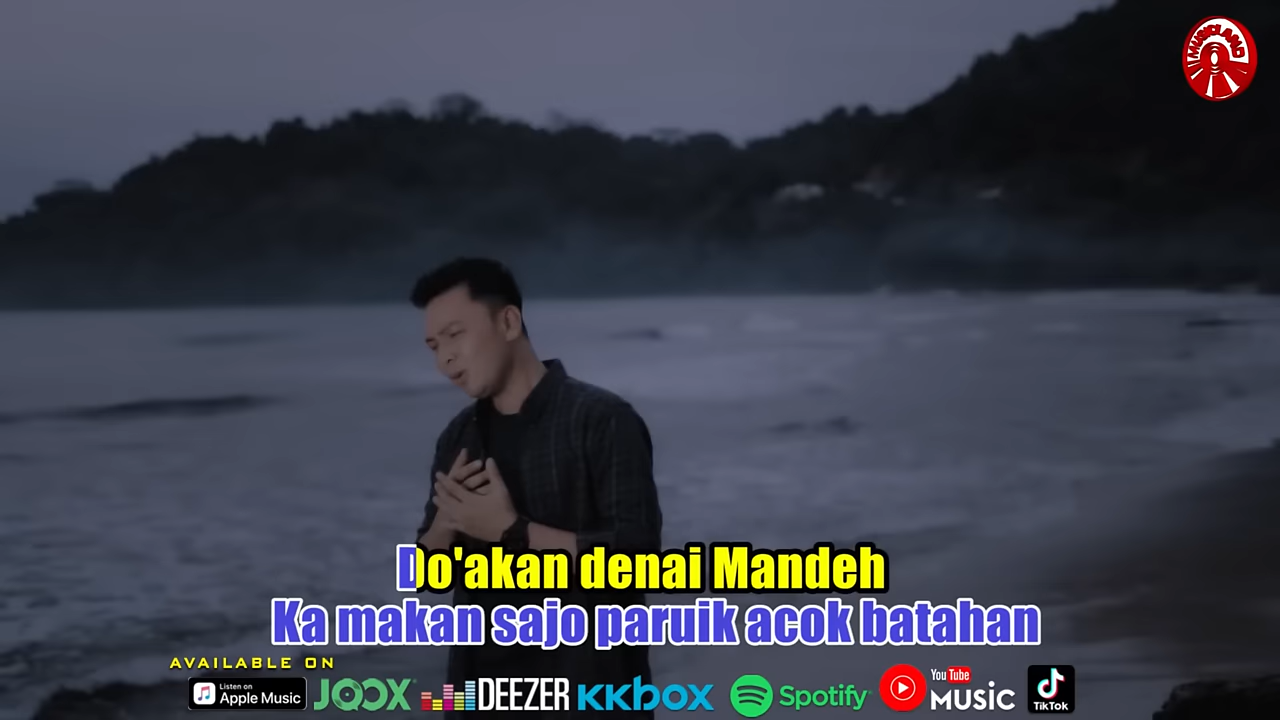 MUSICLAND
Do'akan denai Mandeh
Ka makan sajo paruik acok batahan
AVAILABLE ON
Listen on
Apple Music
JOOX
DEEZER
KKBOX
Spotify
YouTube
MUSIC
TikTok